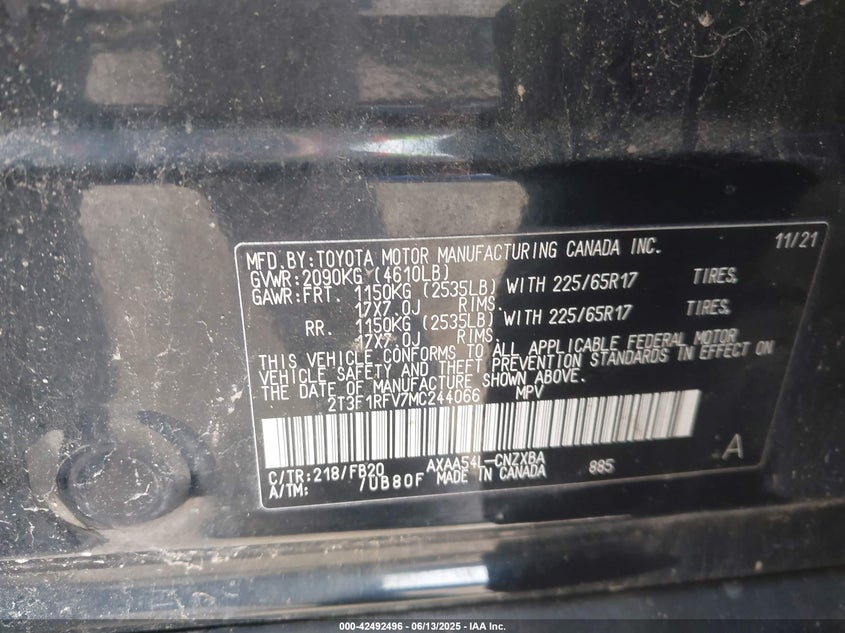 MFD.BY:TOYOTA MOTOR MANUFACTURING CANADA INC. 11/21
GVWR:2090KG (4610LB)
GAWR:FRT. 1150KG (2535LB) WITH 225/65R17 TIRES,
17X7.0J RIMS.
RR. 1150KG (2535LB) WITH 225/65R17 TIRES,
17X7.0J RIMS.
THIS VEHICLE CONFORMS TO ALL APPLICABLE FEDERAL MOTOR
VEHICLE SAFETY AND THEFT PREVENTION STANDARDS IN EFFECT ON
THE DATE OF MANUFACTURE SHOWN ABOVE.
2T3F1RFV7MC244066 MPV
C/TR:218/FB20 AXAA54L-CNZXBA 885 A
A/TM: /UB80F MADE IN CANADA
000-42492496 - 06/13/2025 - IAA Inc.